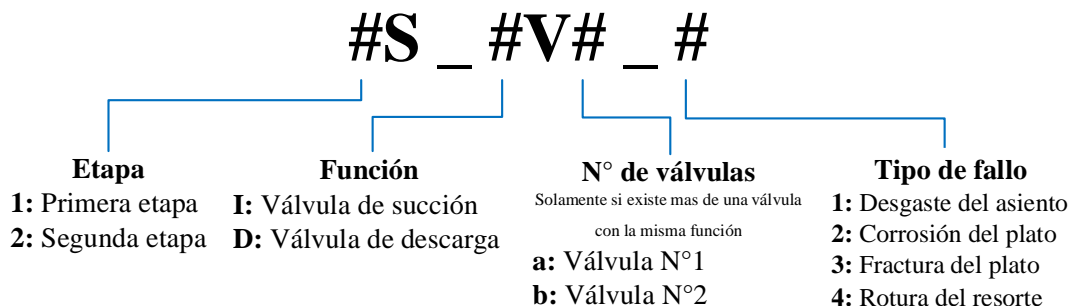 #S _ #V# _ #
Etapa
1: Primera etapa
2: Segunda etapa
Función
I: Válvula de succión
D: Válvula de descarga
N° de válvulas
Solamente si existe mas de una válvula
con la misma función
a: Válvula N°1
b: Válvula N°2
Tipo de fallo
1: Desgaste del asiento
2: Corrosión del plato
3: Fractura del plato
4: Rotura del resorte